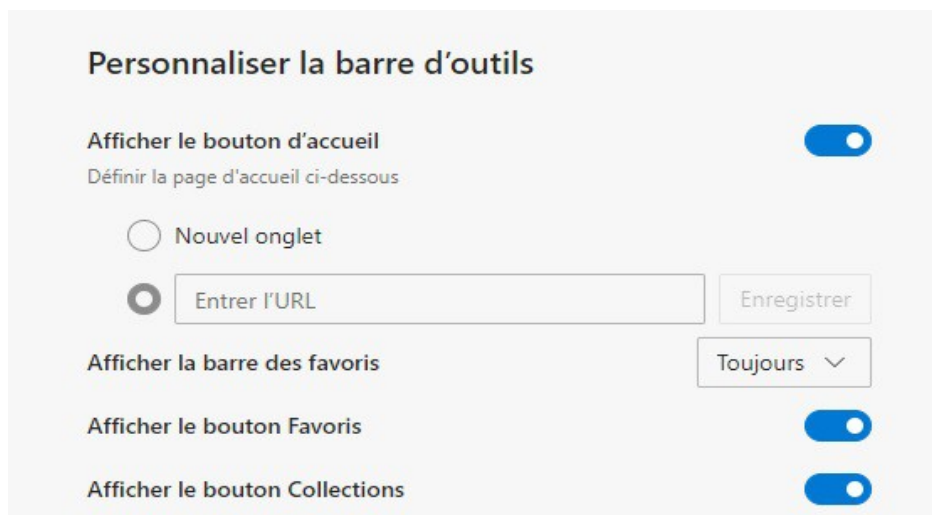 Personnaliser la barre d’outils
Afficher le bouton d’accueil
Définir la page d'accueil ci-dessous
Nouvel onglet
Entrer l’URL
Enregistrer
Afficher la barre des favoris
Toujours
Afficher le bouton Favoris
Afficher le bouton Collections